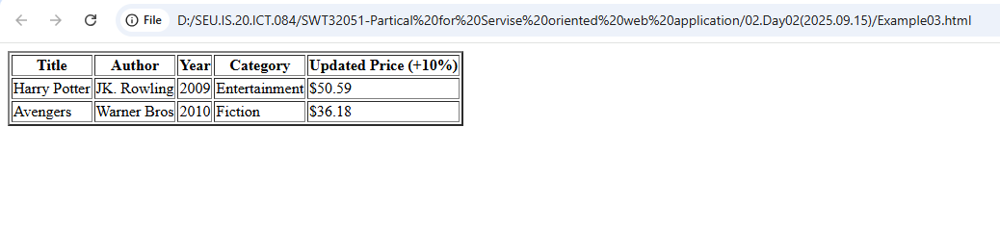 File D:/SEU.IS.20.ICT.084/SWT32051-Partical%20for%20Servise%20oriented%20web%20application/02.Day02(2025.09.15)/Example03.html
Title Author Year Category Updated Price (+10%)
Harry Potter JK. Rowling 2009 Entertainment $50.59
Avengers Warner Bros 2010 Fiction $36.18